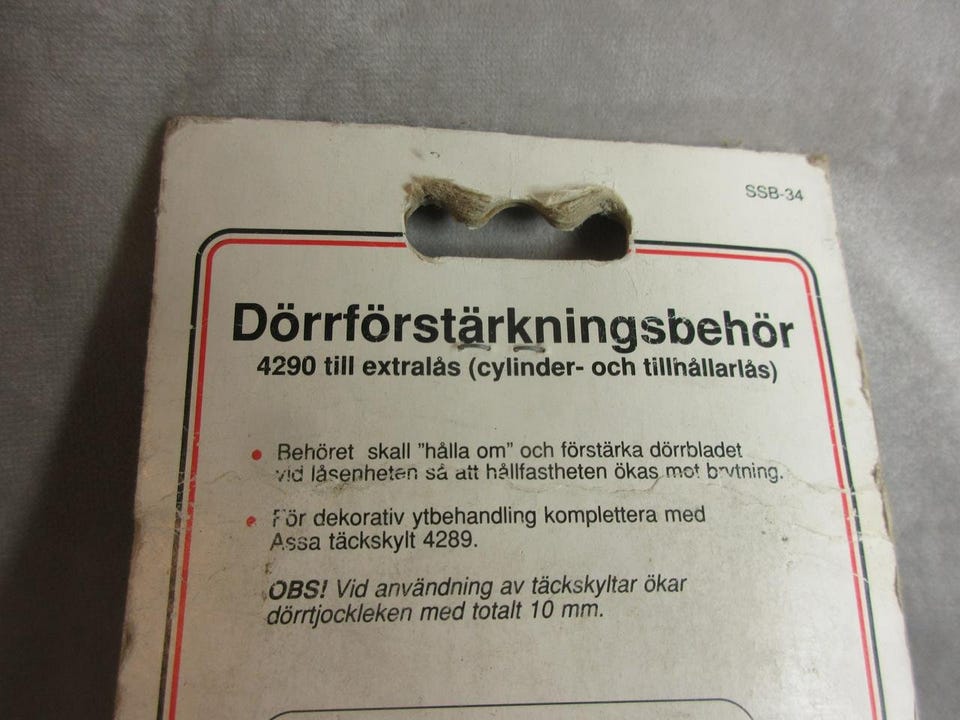 SSB-34
Dörrförstärkningsbehör
4290 till extralås (cylinder- och tillhållarlås)
• Behöret skall "hålla om" och förstärka dörrbladet
vid låsenheten så att hållfastheten ökas mot brytning.
• För dekorativ ytbehandling komplettera med
Assa täckskylt 4289.
OBS! Vid användning av täckskyltar ökar
dörrtjockleken med totalt 10 mm.